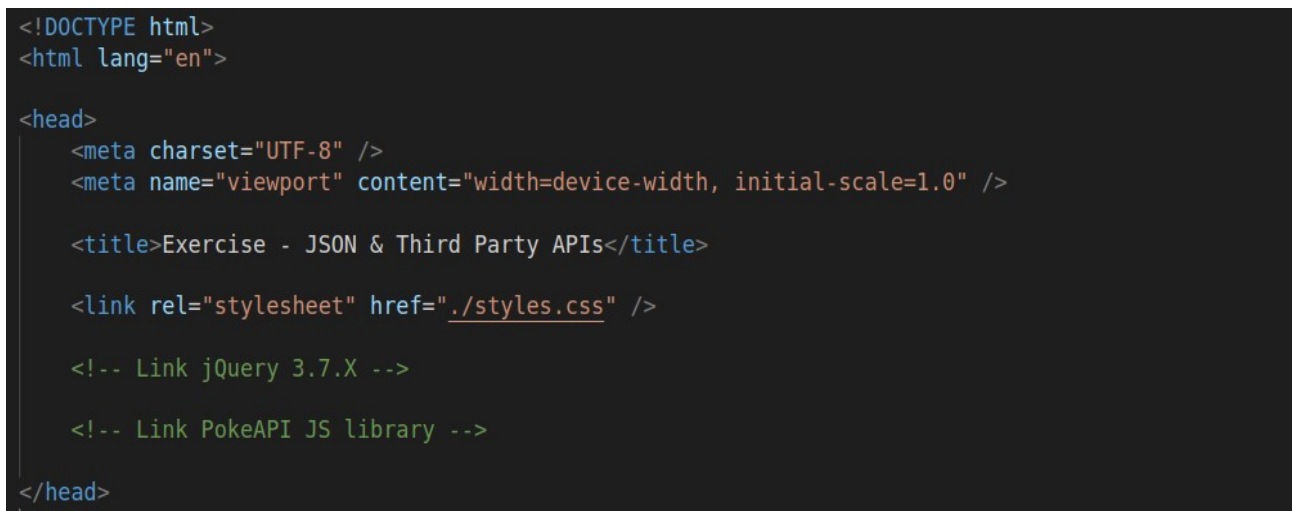 <!DOCTYPE html>
<html lang="en">
<head>
<meta charset="UTF-8" />
<meta name="viewport" content="width=device-width, initial-scale=1.0" />
<title>Exercise - JSON & Third Party APIs</title>
<link rel="stylesheet" href="./styles.css" />
<!-- Link jQuery 3.7.X -->
<!-- Link PokeAPI JS library -->
</head>